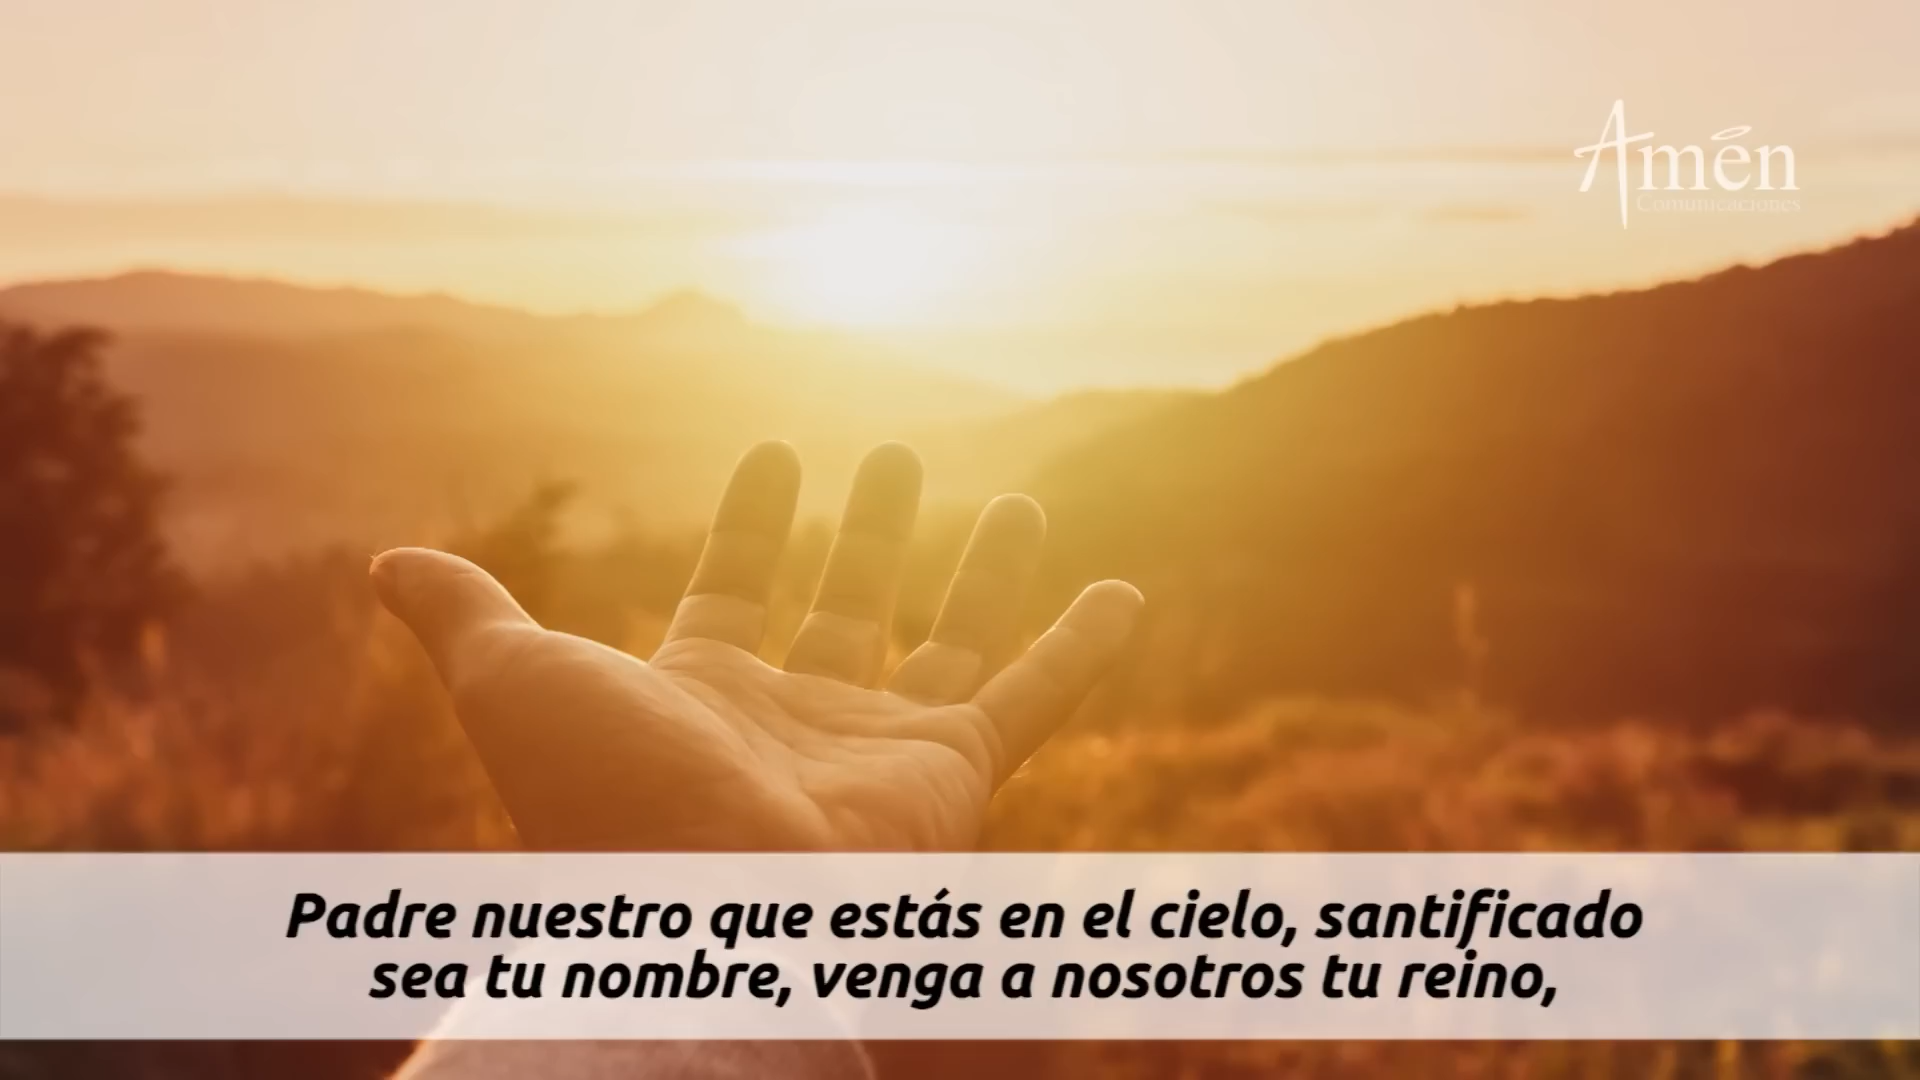 Amén
Comunicaciones
Padre nuestro que estás en el cielo, santificado
sea tu nombre, venga a nosotros tu reino,